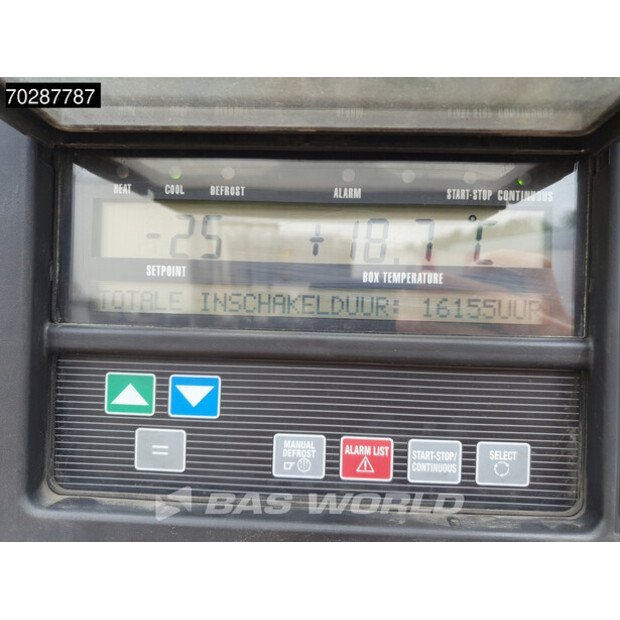 70287787
HEAT COOL DEFROST ALARM START-STOP CONTINUOUS
-25 +18.7°C
SETPOINT BOX TEMPERATURE
TOTALE INSCHAKELDUUR: 16155UUR
=
MANUAL DEFROST
ALARM LIST
START-STOP/ CONTINUOUS
SELECT
BAS WORLD